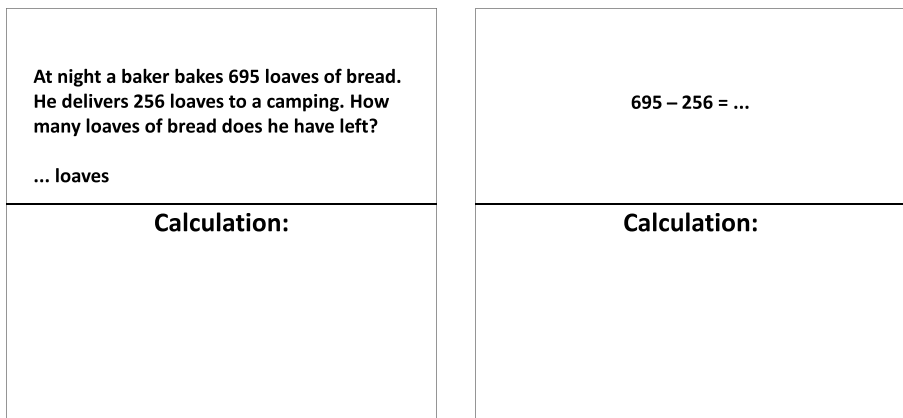 At night a baker bakes 695 loaves of bread.
He delivers 256 loaves to a camping. How
many loaves of bread does he have left?
... loaves
Calculation:
695 – 256 = ...
Calculation: